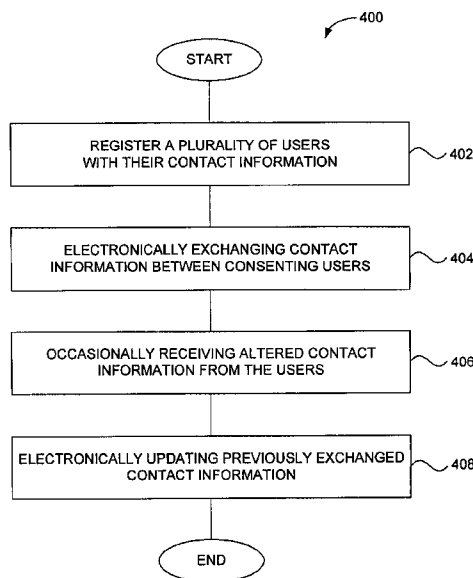 400
START
REGISTER A PLURALITY OF USERS
WITH THEIR CONTACT INFORMATION
402
ELECTRONICALLY EXCHANGING CONTACT
INFORMATION BETWEEN CONSENTING USERS
404
OCCASIONALLY RECEIVING ALTERED CONTACT
INFORMATION FROM THE USERS
406
ELECTRONICALLY UPDATING PREVIOUSLY EXCHANGED
CONTACT INFORMATION
408
END